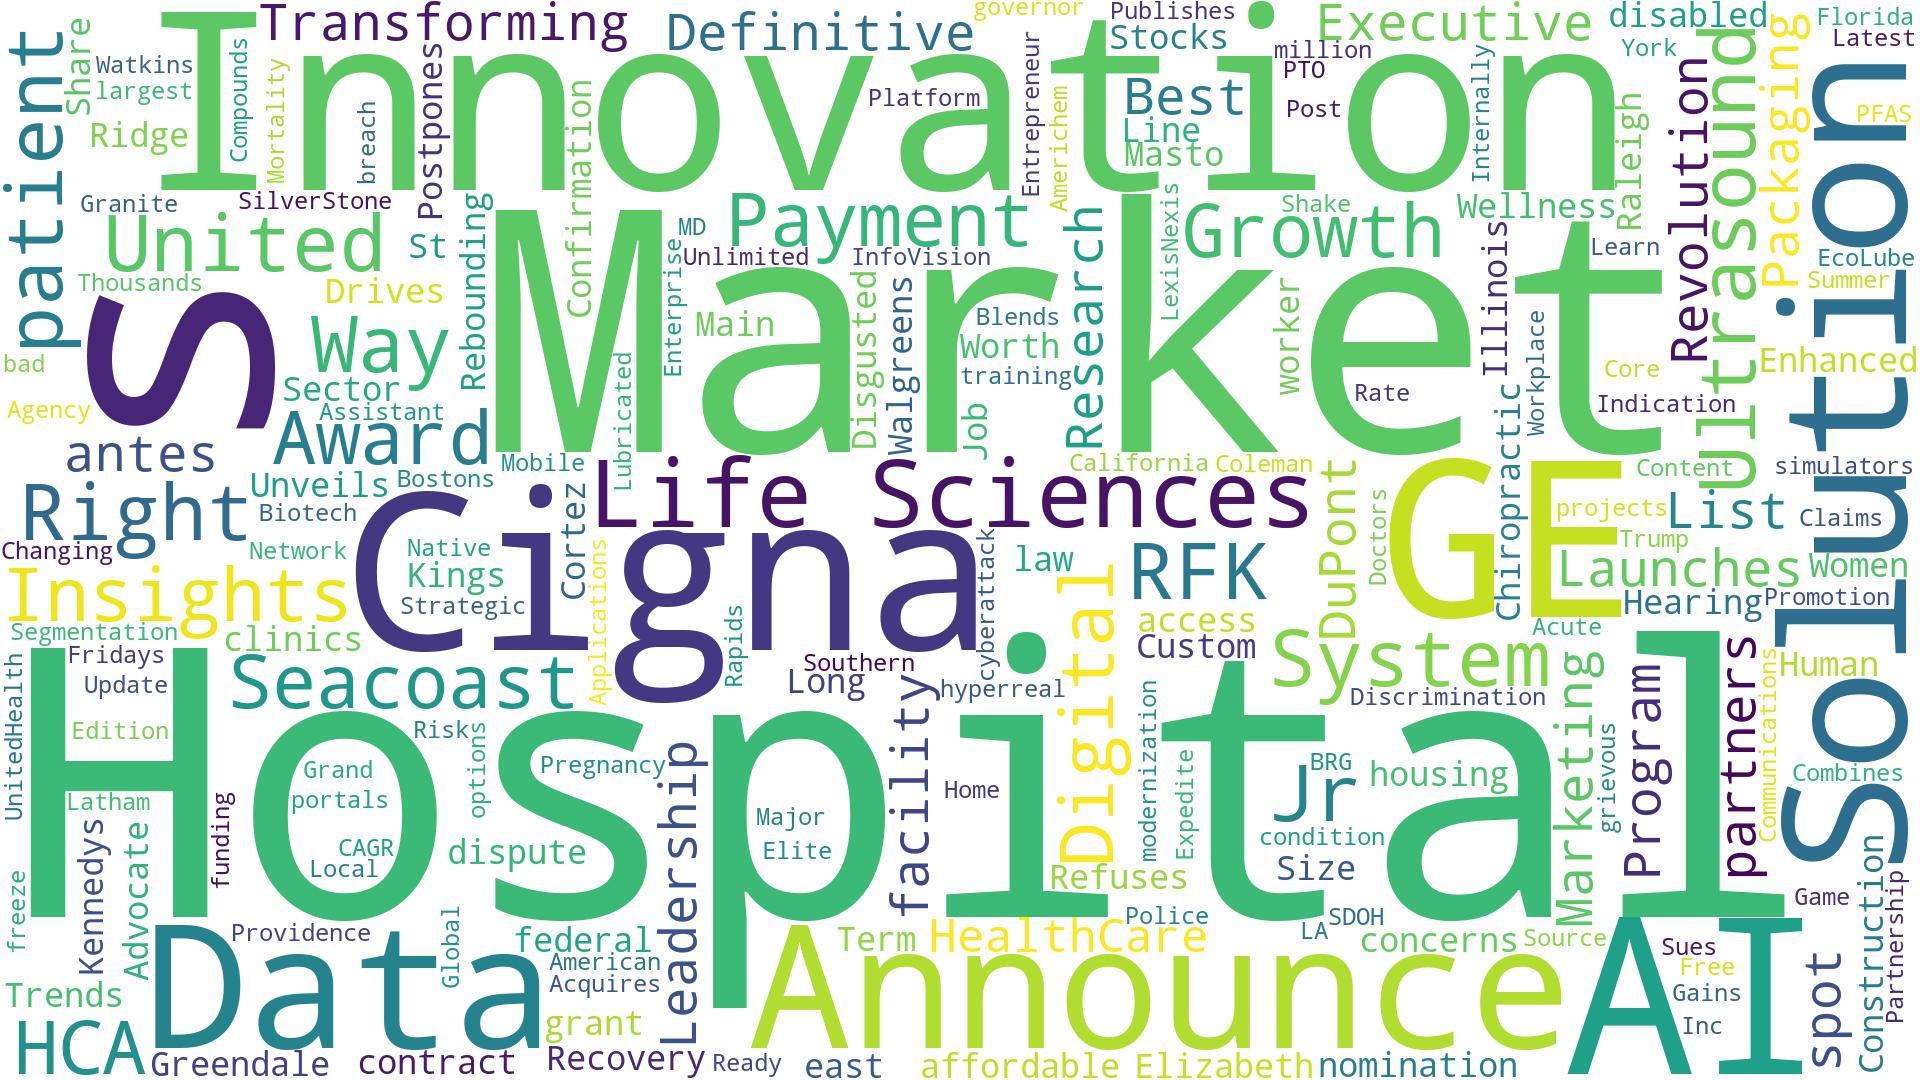 Transforming
Definitive
governor
Publishes
Executive
disabled
Florida
Share
Watkins
Innovation
Stocks
million
York
Latest
patient
largest
Compounds
Mortality
breach
Postpones
Confirmation
Platform
Entrepreneur
Americhem
Best
PTO
Post
Internally
Ultrasound
Packaging
PFAS
Ridge
Line
Masto
Raleigh
Revolution
Solution
Granite
SilverStone
United
St
Rebounding
MD
Payment
Research
LexisNexis
Growth
Shake
Wellness
Learn
EcoLube
Thousands
Drives
Enterprise
Unlimited
InfoVision
worker
Illinois
Summer
S
Market
Way
Main
Disgusted
Walgreens
Blends
Worth
training
Workplace
Core
Enhanced
bad
Sector
Lubricated
Job
Rate
Chiropractic
Indication
Agency
Assistant
Award
antes
Mobile
California
Coleman
Content
simulators
Right
Unveils
Bostons
Biotech
Cortez
Life Sciences
DuPont
Doctors
GE
projects
List
Claims
Changing
Network
Cigna
Native
Kings
Strategic
Applications
cyberattack
law
Digital
RFK
Trump
Launches
Women
Insights
access
Custom
Hearing
Promotion
Segmentation
clinics
Rapids
Southern
Long
hyperreal
System
Acute
Human
UnitedHealth
Fridays
Update
Seacoast
facility
modernization
Discrimination
Marketing
grievous
Program
partners
Communications
Edition
Risk
options
Pregnancy
Leadership
Expedite
Hospital
Grand
portals
Home
BRG
Jr
housing
Combines
Latham
funding
Major
Elite
condition
Kennedys
Advocate
CAGR
Local
dispute
Refuses
Size
Game
Construction
Partnership
freeze
Providence
Global
federal
Term
HealthCare
Police
LA
SDOH
concerns
Source
Sues
Data
American
Acquires
Announce
AI
Free
Gains
Inc
spot
Trends
grant
HCA
Greendale
contract
Recovery
Ready
east
affordable
Elizabeth
nomination